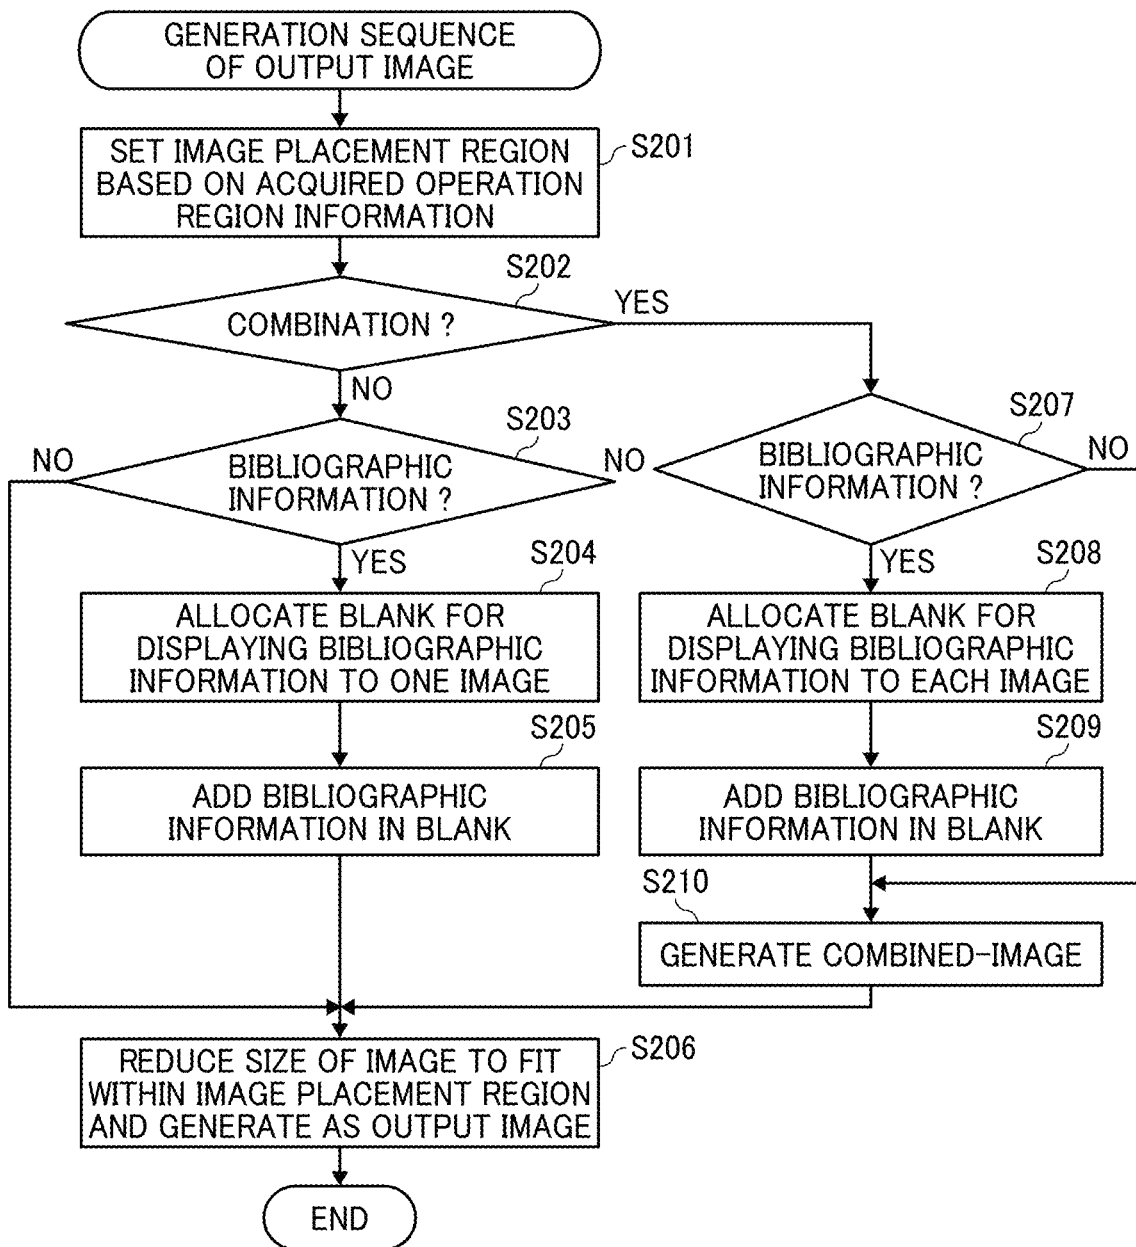 GENERATION SEQUENCE
OF OUTPUT IMAGE
S201
SET IMAGE PLACEMENT REGION
BASED ON ACQUIRED OPERATION
REGION INFORMATION
S202
COMBINATION ?
YES
NO
S203
NO
BIBLIOGRAPHIC
INFORMATION ?
NO
S207
BIBLIOGRAPHIC
INFORMATION ?
NO
YES
S204
ALLOCATE BLANK FOR
DISPLAYING BIBLIOGRAPHIC
INFORMATION TO ONE IMAGE
YES
S208
ALLOCATE BLANK FOR
DISPLAYING BIBLIOGRAPHIC
INFORMATION TO EACH IMAGE
S205
ADD BIBLIOGRAPHIC
INFORMATION IN BLANK
S209
ADD BIBLIOGRAPHIC
INFORMATION IN BLANK
S210
GENERATE COMBINED-IMAGE
S206
REDUCE SIZE OF IMAGE TO FIT
WITHIN IMAGE PLACEMENT REGION
AND GENERATE AS OUTPUT IMAGE
END